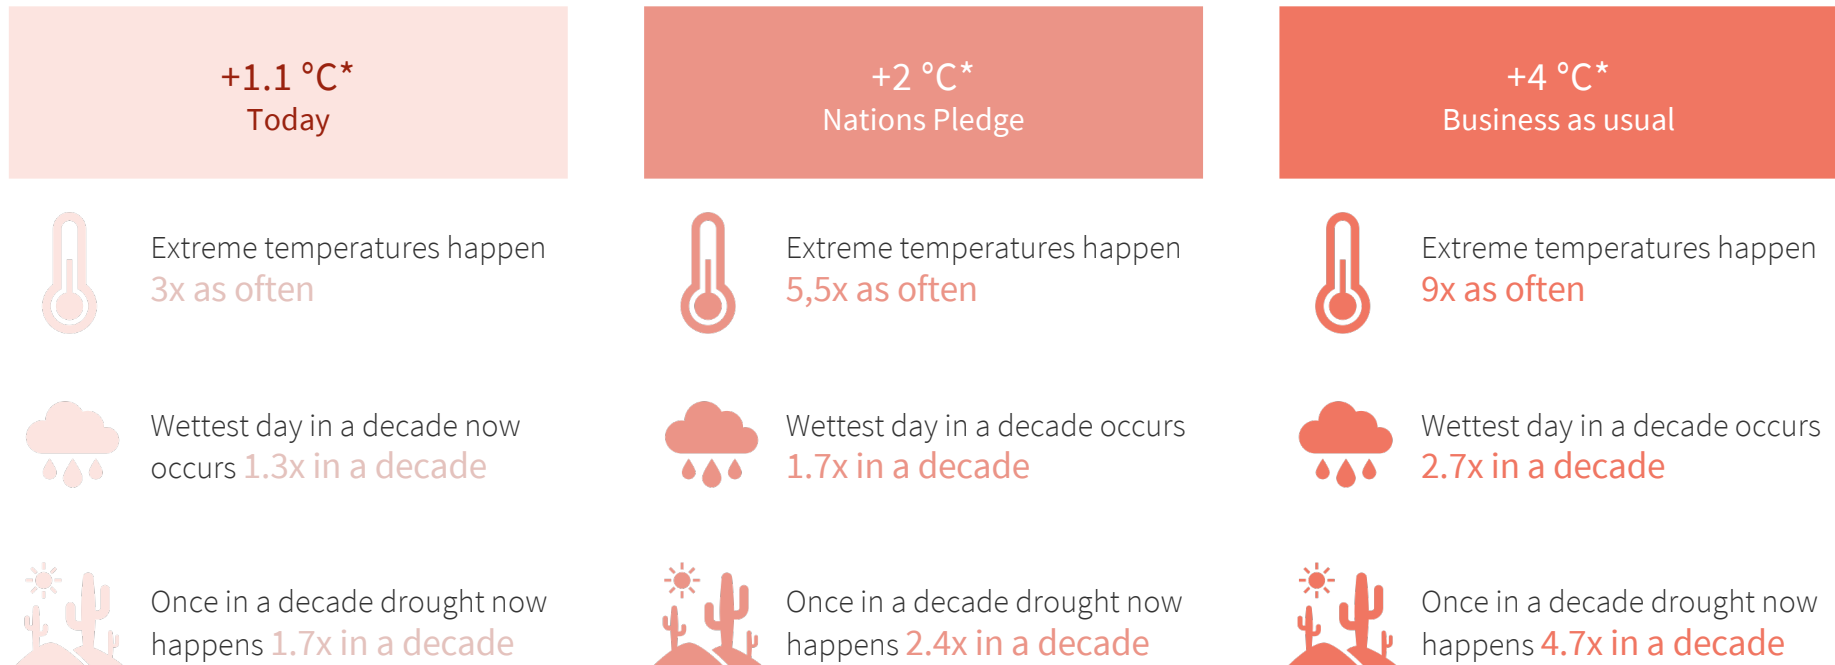 +1.1 °C*
Today
Extreme temperatures happen
3x as often
Wettest day in a decade now
occurs 1.3x in a decade
Once in a decade drought now
happens 1.7x in a decade
+2 °C*
Nations Pledge
Extreme temperatures happen
5,5x as often
Wettest day in a decade occurs
1.7x in a decade
Once in a decade drought now
happens 2.4x in a decade
+4 °C*
Business as usual
Extreme temperatures happen
9x as often
Wettest day in a decade occurs
2.7x in a decade
Once in a decade drought now
happens 4.7x in a decade